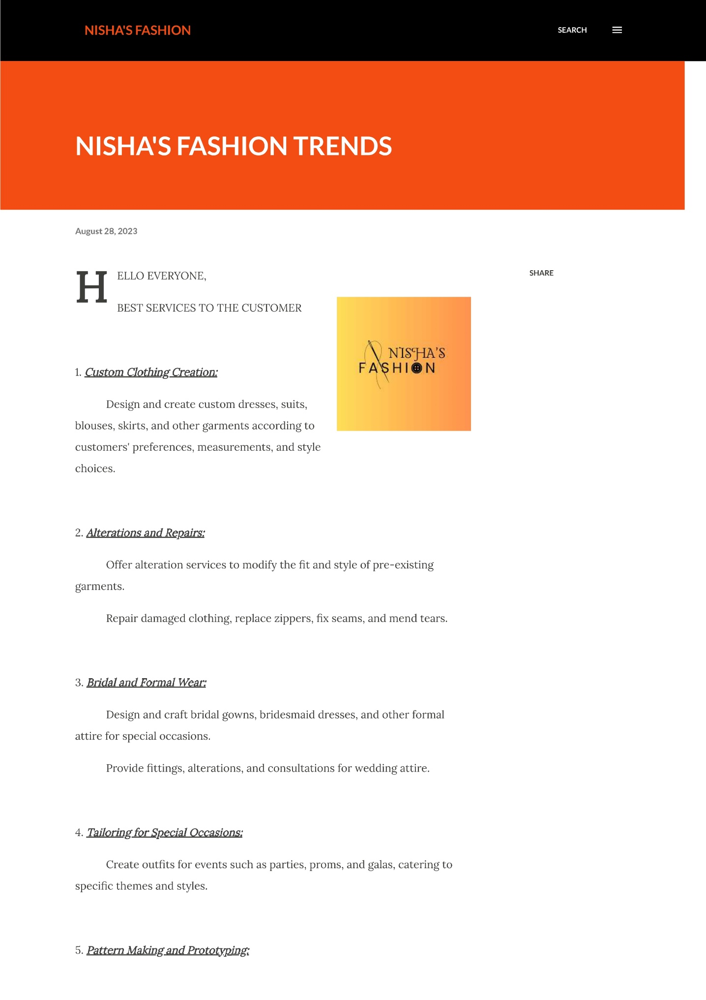 NISHA'S FASHION
SEARCH
NISHA'S FASHION TRENDS
August 28, 2023
HELLO EVERYONE,
SHARE
BEST SERVICES TO THE CUSTOMER
NISHA'S
FASHION
1. Custom Clothing Creation:
Design and create custom dresses, suits,
blouses, skirts, and other garments according to
customers' preferences, measurements, and style
choices.
2. Alterations and Repairs:
Offer alteration services to modify the fit and style of pre-existing
garments.
Repair damaged clothing, replace zippers, fix seams, and mend tears.
3. Bridal and Formal Wear:
Design and craft bridal gowns, bridesmaid dresses, and other formal
attire for special occasions.
Provide fittings, alterations, and consultations for wedding attire.
4. Tailoring for Special Occasions:
Create outfits for events such as parties, proms, and galas, catering to
specific themes and styles.
5. Pattern Making and Prototyping: